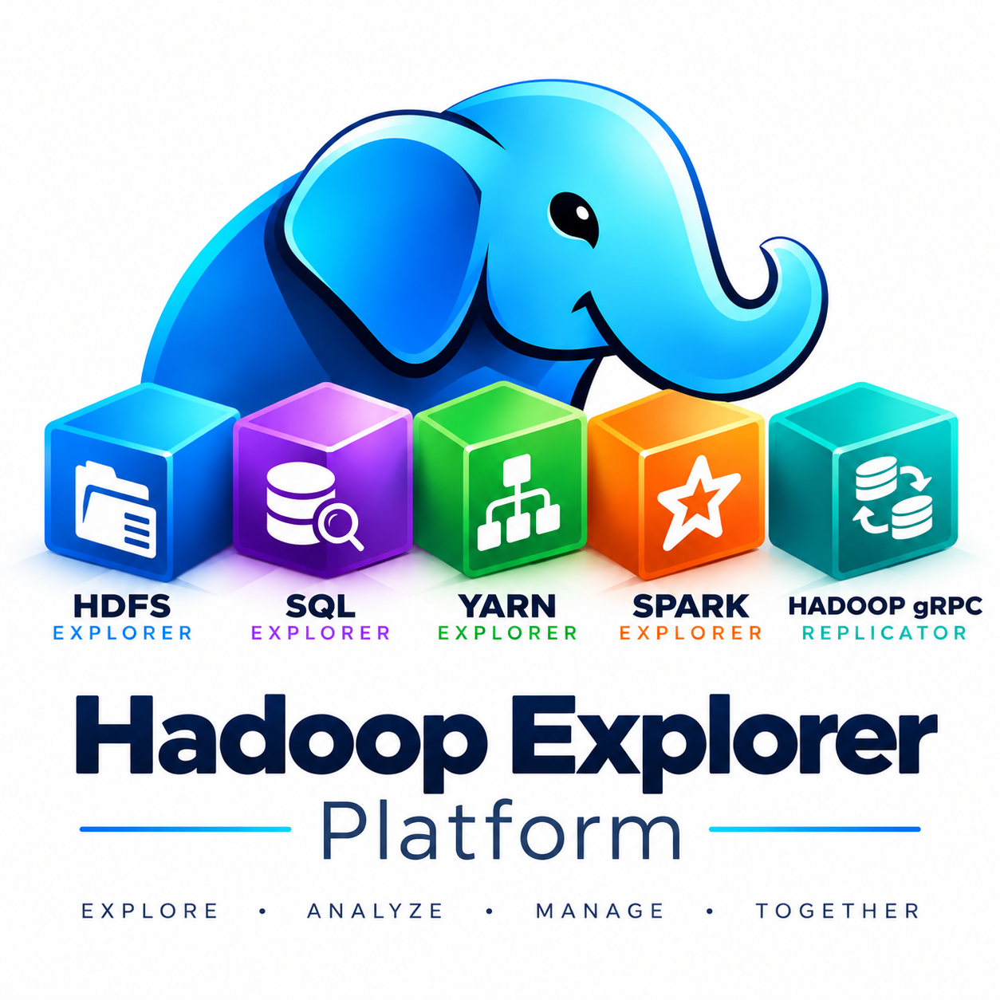 HDFS
EXPLORER
SQL
EXPLORER
YARN
EXPLORER
SPARK
EXPLORER
HADOOP gRPC
REPLICATOR
Hadoop Explorer
Platform
EXPLORE • ANALYZE • MANAGE • TOGETHER